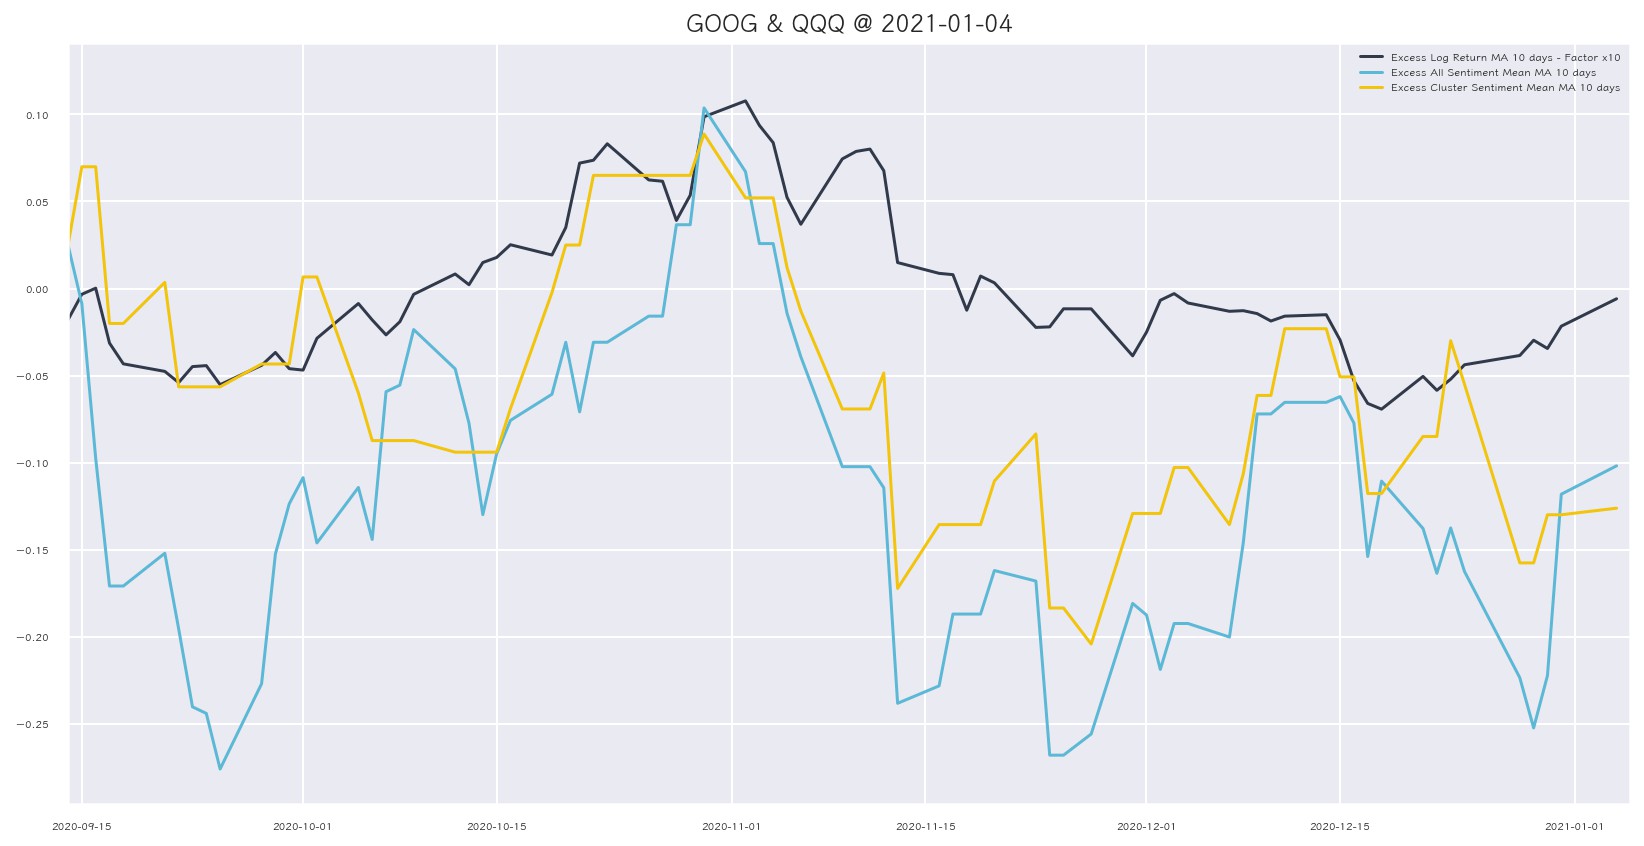 GOOG & QQQ @ 2021-01-04
Excess Log Return MA 10 days - Factor x10
Excess All Sentiment Mean MA 10 days
Excess Cluster Sentiment Mean MA 10 days
0.10
0.05
0.00
−0.05
−0.10
−0.15
−0.20
−0.25
2020-09-15 2020-10-01 2020-10-15 2020-11-01 2020-11-15 2020-12-01 2020-12-15 2021-01-01